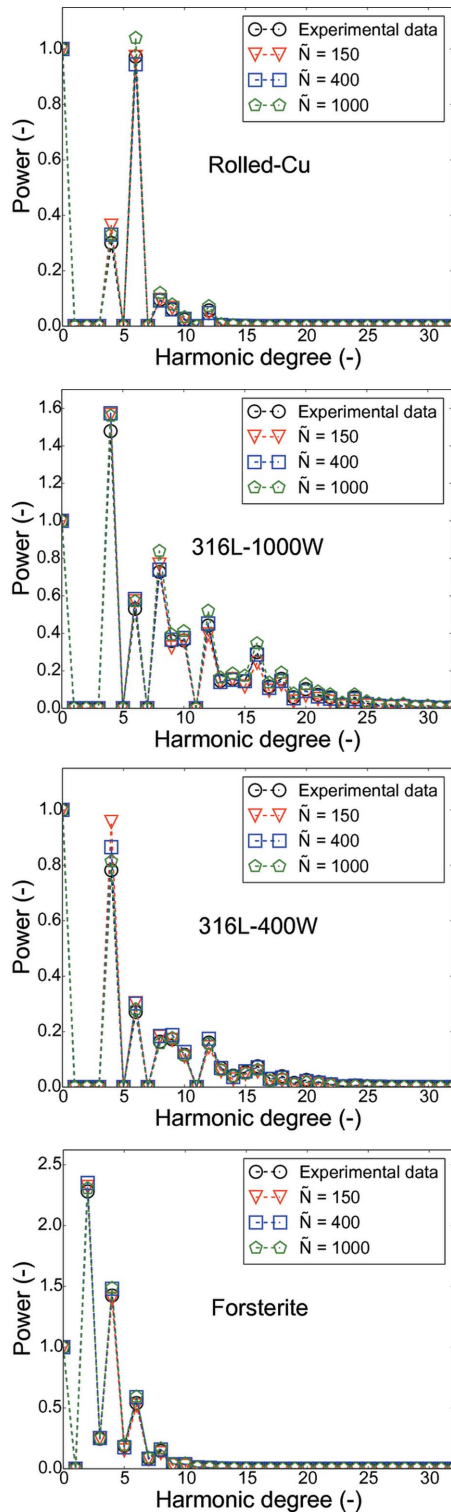 Power (-)
1.0
0.8
0.6
0.4
0.2
0.0
Experimental data
Ñ = 150
Ñ = 400
Ñ = 1000
Rolled-Cu
0 5 10 15 20 25 30
Harmonic degree (-)
Power (-)
1.6
1.4
1.2
1.0
0.8
0.6
0.4
0.2
0.0
Experimental data
Ñ = 150
Ñ = 400
Ñ = 1000
316L-1000W
0 5 10 15 20 25 30
Harmonic degree (-)
Power (-)
1.0
0.8
0.6
0.4
0.2
0.0
Experimental data
Ñ = 150
Ñ = 400
Ñ = 1000
316L-400W
0 5 10 15 20 25 30
Harmonic degree (-)
Power (-)
2.5
2.0
1.5
1.0
0.5
0.0
Experimental data
Ñ = 150
Ñ = 400
Ñ = 1000
Forsterite
0 5 10 15 20 25 30
Harmonic degree (-)